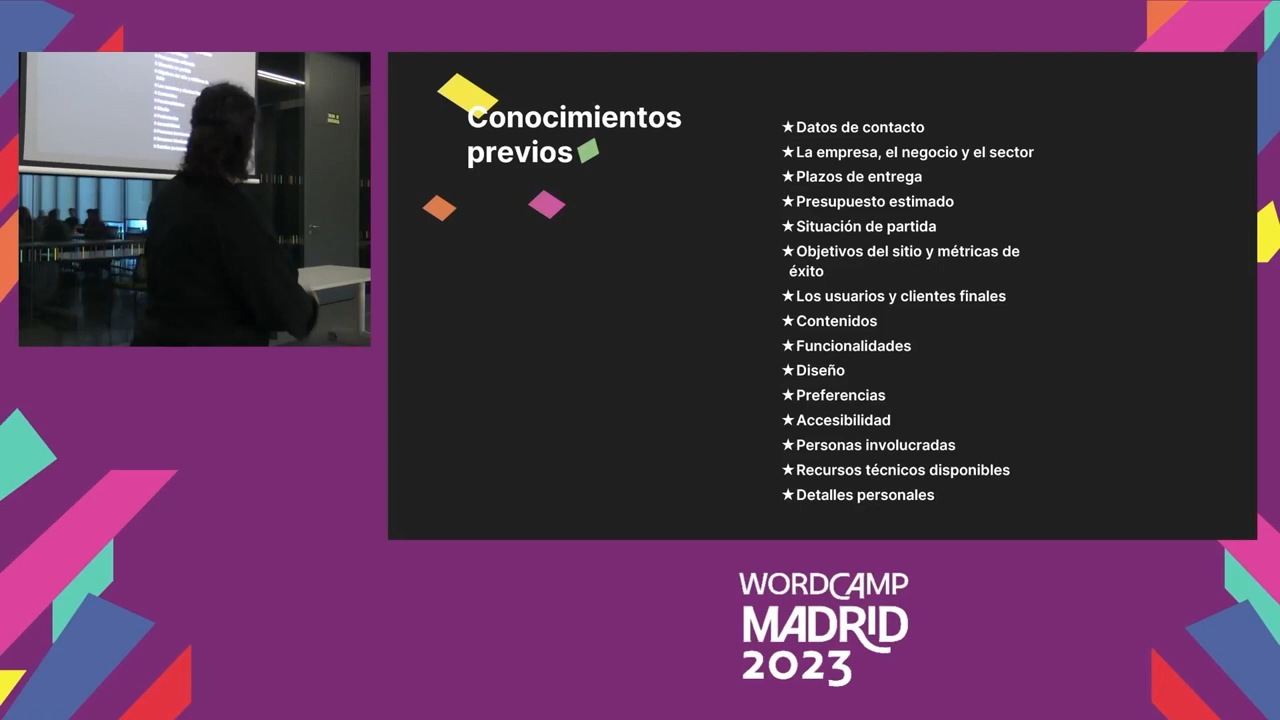 Conocimientos
previos
★Datos de contacto
★La empresa, el negocio y el sector
★Plazos de entrega
★Presupuesto estimado
★Situación de partida
★Objetivos del sitio y métricas de
éxito
★Los usuarios y clientes finales
★Contenidos
★Funcionalidades
★Diseño
★Preferencias
★Accesibilidad
★Personas involucradas
★Recursos técnicos disponibles
★Detalles personales
WORDCAMP
MADRID
2023